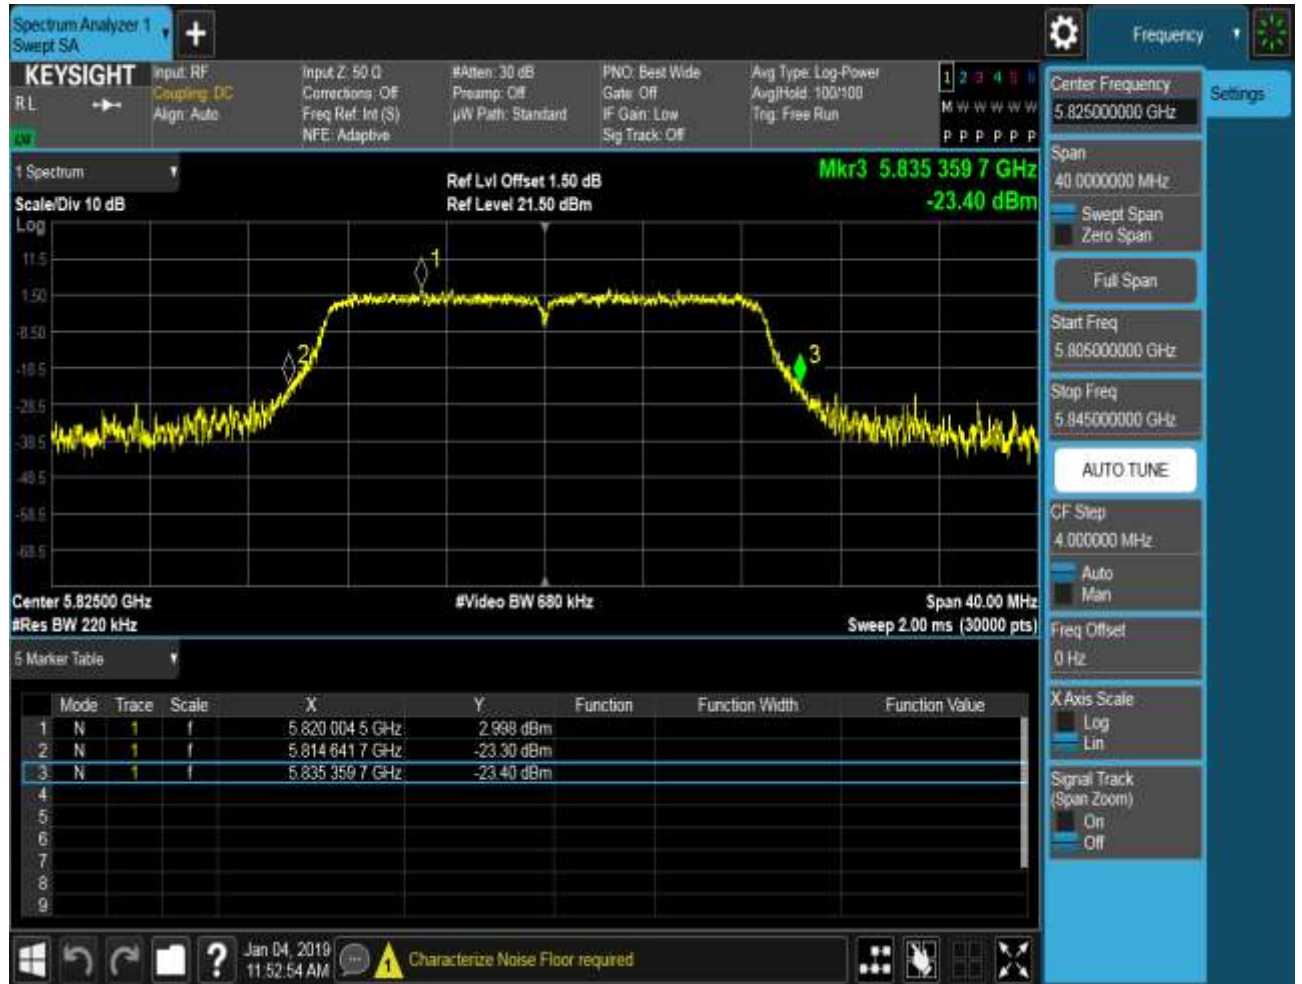 Spectrum Analyzer 1
Swept SA
+
Frequency
KEYSIGHT
Input: RF
Coupling: DC
Align: Auto
Input Z: 50 Ω
Corrections: Off
Freq Ref: Int (S)
NFE: Adaptive
#Atten: 30 dB
Preamp: Off
µW Path: Standard
PNO: Best Wide
Gate: Off
IF Gain: Low
Sig Track: Off
Avg Type: Log-Power
Avg|Hold: 100/100
Trig: Free Run
1 2 3 4 5 6
M W W W W W
P P P P P P
R L
Center Frequency
5.825000000 GHz
Settings
Span
40.0000000 MHz
Swept Span
Zero Span
Full Span
Start Freq
5.805000000 GHz
Stop Freq
5.845000000 GHz
AUTO TUNE
CF Step
4.000000 MHz
Auto
Man
Freq Offset
0 Hz
X Axis Scale
Log
Lin
Signal Track
(Span Zoom)
On
Off
1 Spectrum
Scale/Div 10 dB
Log
Ref Lvl Offset 1.50 dB
Ref Level 21.50 dBm
Mkr3 5.835 359 7 GHz
-23.40 dBm
11.5
1.50
-8.50
-18.5
-28.5
-38.5
-48.5
-58.5
-68.5
1
2
3
Center 5.82500 GHz
#Video BW 680 kHz
Span 40.00 MHz
#Res BW 220 kHz
Sweep 2.00 ms (30000 pts)
5 Marker Table
Mode Trace Scale X Y Function Function Width Function Value
1 N 1 f 5.820 004 5 GHz 2.998 dBm
2 N 1 f 5.814 641 7 GHz -23.30 dBm
3 N 1 f 5.835 359 7 GHz -23.40 dBm
4
5
6
7
8
9
?
Jan 04, 2019
11:52:54 AM
1
Characterize Noise Floor required